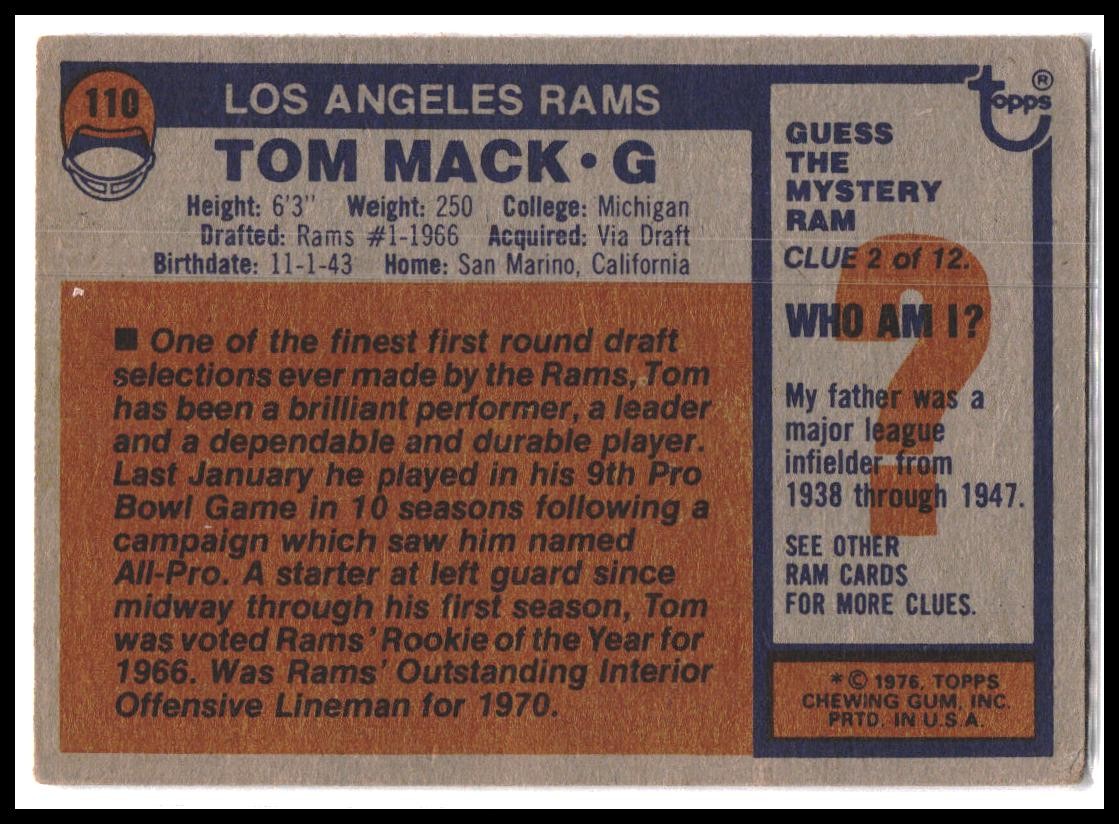 110
LOS ANGELES RAMS
TOM MACK • G
Height: 6'3" Weight: 250 College: Michigan
Drafted: Rams #1-1966 Acquired: Via Draft
Birthdate: 11-1-43 Home: San Marino, California
■ One of the finest first round draft
selections ever made by the Rams, Tom
has been a brilliant performer, a leader
and a dependable and durable player.
Last January he played in his 9th Pro
Bowl Game in 10 seasons following a
campaign which saw him named
All-Pro. A starter at left guard since
midway through his first season, Tom
was voted Rams' Rookie of the Year for
1966. Was Rams' Outstanding Interior
Offensive Lineman for 1970.
topps ®
GUESS
THE
MYSTERY
RAM
CLUE 2 of 12.
?
WHO AM I?
My father was a
major league
infielder from
1938 through 1947.
SEE OTHER
RAM CARDS
FOR MORE CLUES.
* © 1976, TOPPS
CHEWING GUM, INC.
PRTD. IN U.S.A.